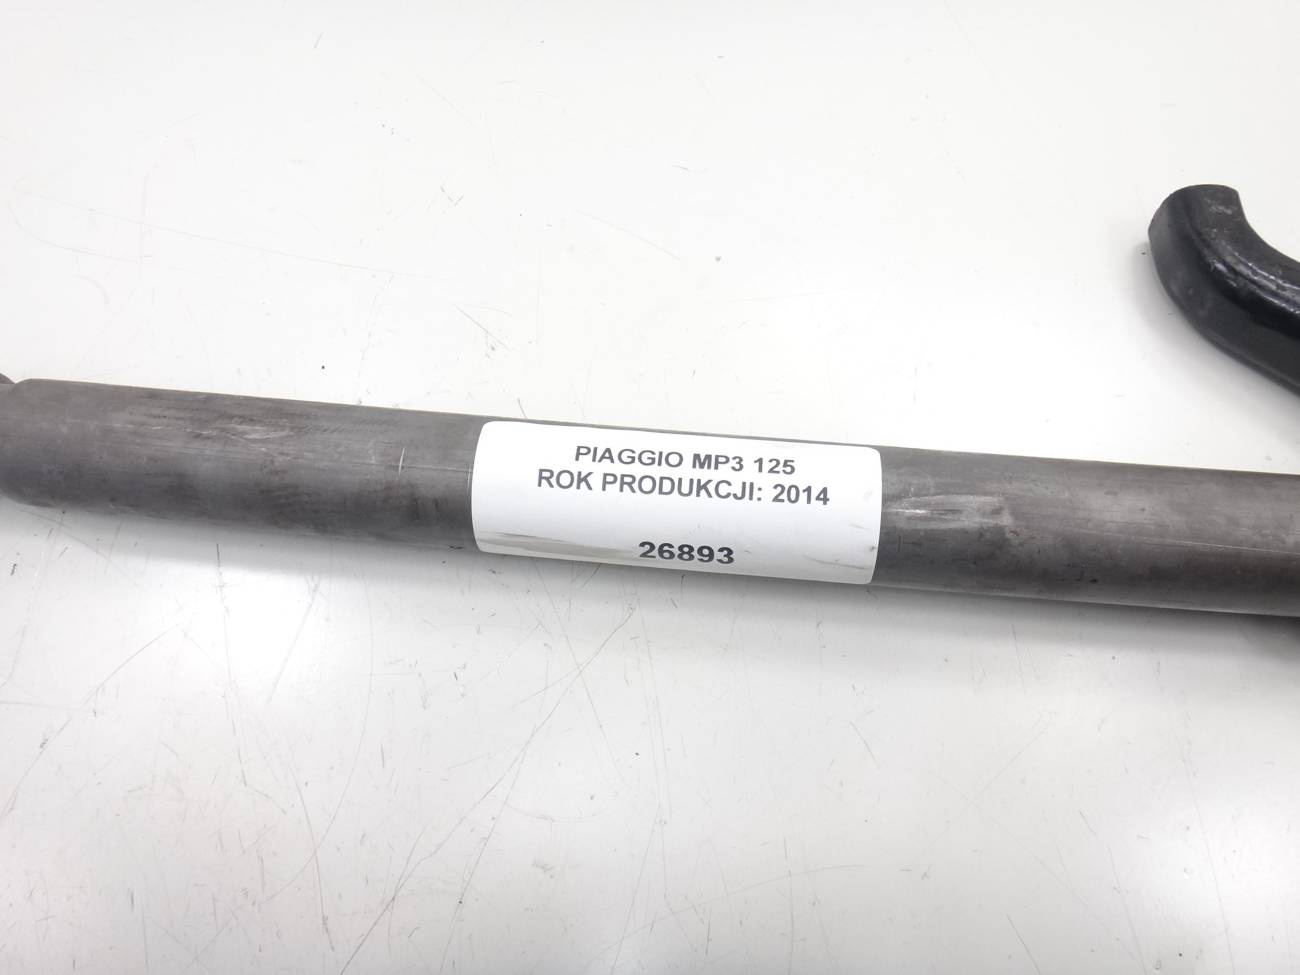 PIAGGIO MP3 125
ROK PRODUKCJI: 2014
26893